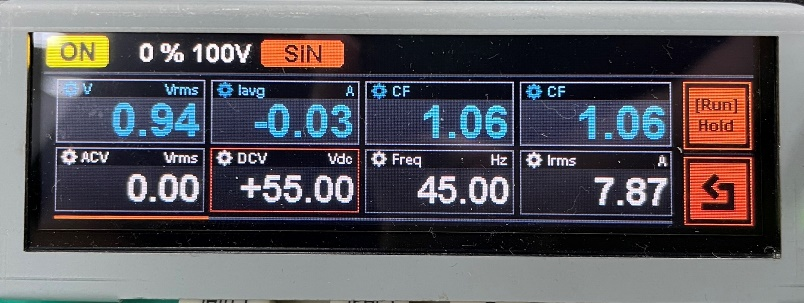 ON 0 % 100V SIN
V Vrms Iavg A CF CF
0.94 -0.03 1.06 1.06
[Run]
Hold
ACV Vrms DCV Vdc Freq Hz Irms A
0.00 +55.00 45.00 7.87